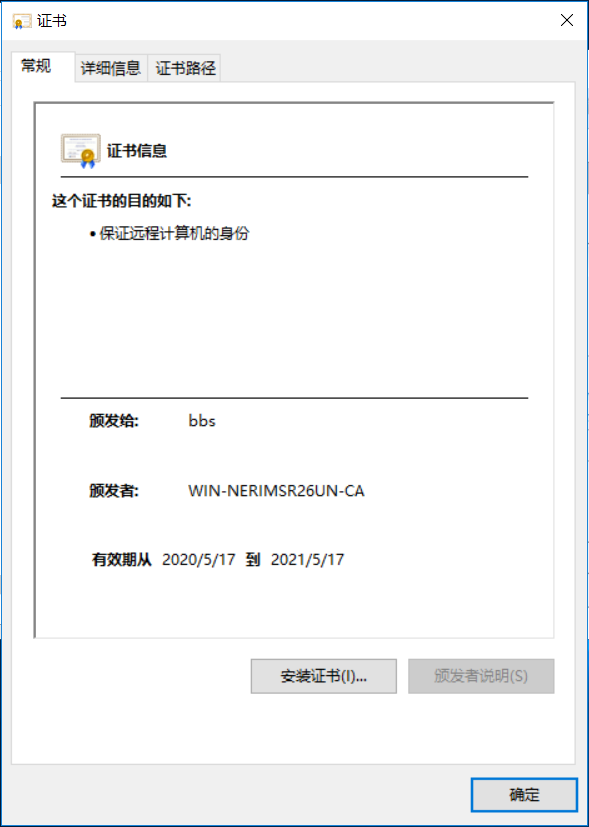 证书
常规 详细信息 证书路径
证书信息
这个证书的目的如下:
• 保证远程计算机的身份
颁发给: bbs
颁发者: WIN-NERIMSR26UN-CA
有效期从 2020/5/17 到 2021/5/17
安装证书(I)... 颁发者说明(S)
确定